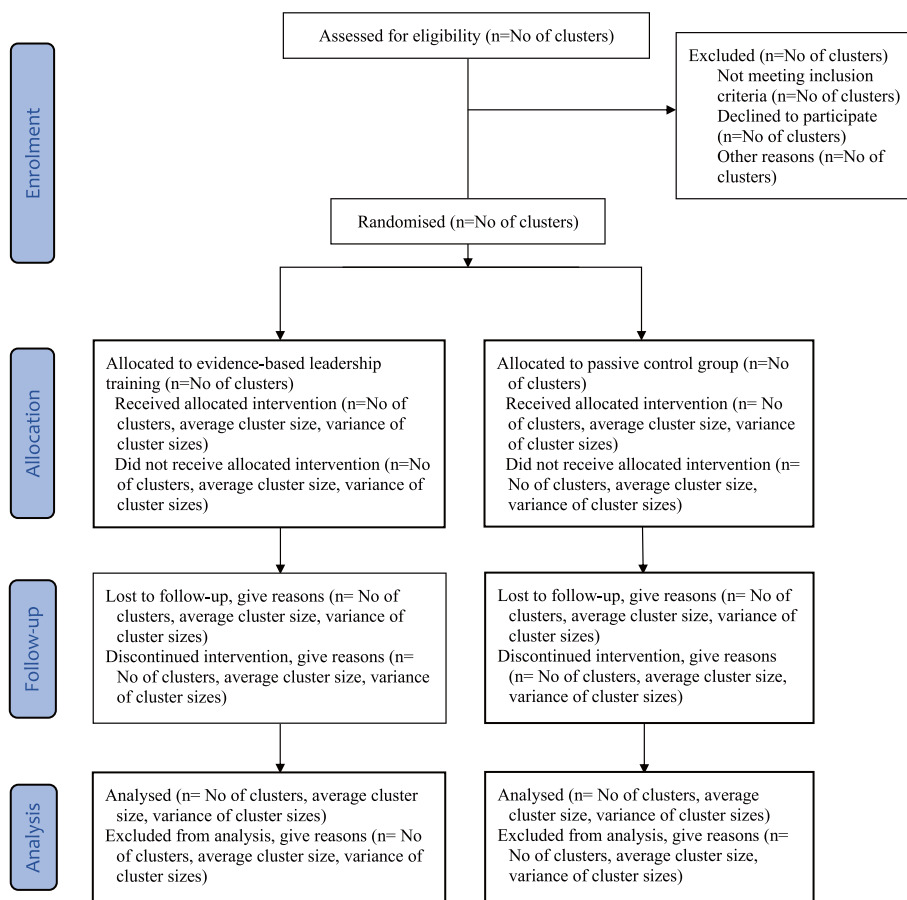 Assessed for eligibility (n=No of clusters)
Excluded (n=No of clusters)
Not meeting inclusion
criteria (n=No of clusters)
Declined to participate
(n=No of clusters)
Other reasons (n=No of
clusters)
Enrolment
Randomised (n=No of clusters)
Allocation
Allocated to evidence-based leadership
training (n=No of clusters)
Received allocated intervention (n=No of
clusters, average cluster size, variance of
cluster sizes)
Did not receive allocated intervention (n=No
of clusters, average cluster size, variance of
cluster sizes)
Allocated to passive control group (n=No
of clusters)
Received allocated intervention (n= No
of clusters, average cluster size, variance
of cluster sizes)
Did not receive allocated intervention (n=
No of clusters, average cluster size,
variance of cluster sizes)
Follow-up
Lost to follow-up, give reasons (n= No of
clusters, average cluster size, variance of
cluster sizes)
Discontinued intervention, give reasons (n=
No of clusters, average cluster size, variance
of cluster sizes)
Lost to follow-up, give reasons (n= No of
clusters, average cluster size, variance of
cluster sizes)
Discontinued intervention, give reasons
(n= No of clusters, average cluster size,
variance of cluster sizes)
Analysis
Analysed (n= No of clusters, average cluster
size, variance of cluster sizes)
Excluded from analysis, give reasons (n= No
of clusters, average cluster size, variance of
cluster sizes)
Analysed (n= No of clusters, average
cluster size, variance of cluster sizes)
Excluded from analysis, give reasons (n=
No of clusters, average cluster size,
variance of cluster sizes)